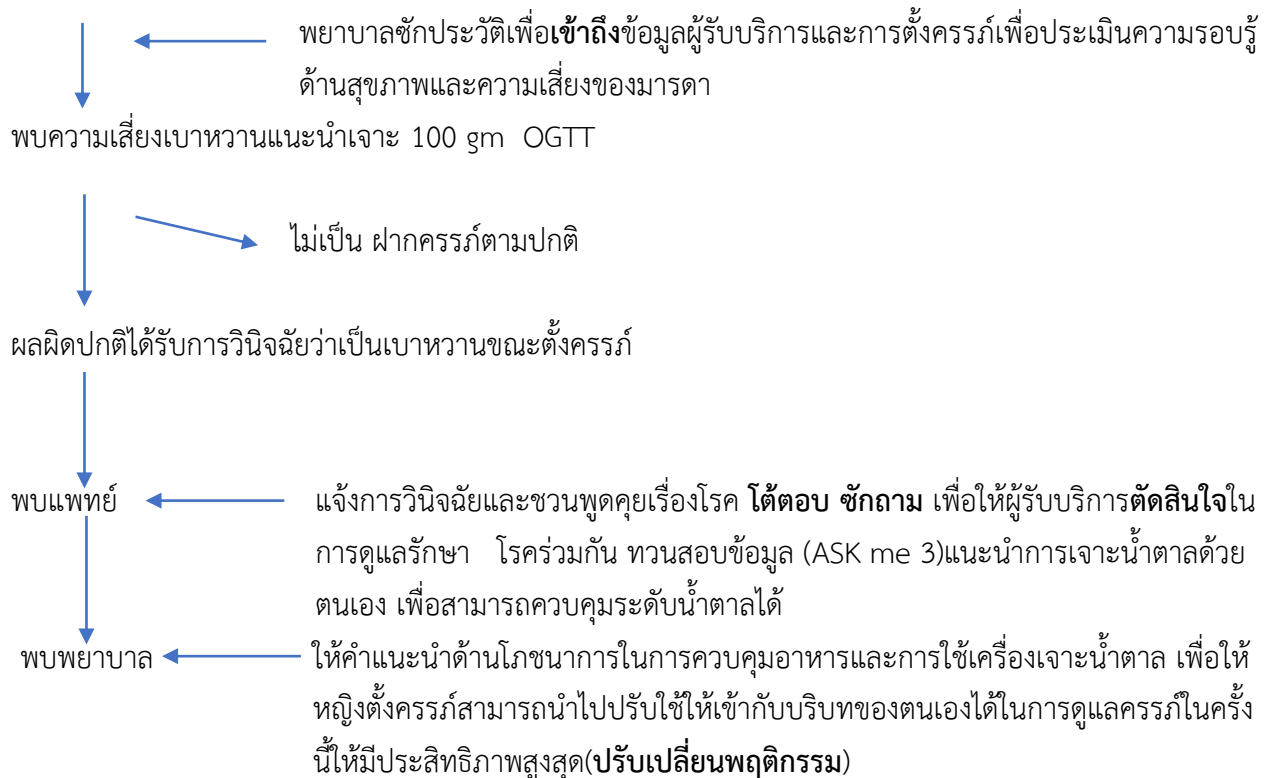 พยาบาลซักประวัติเพื่อเข้าถึงข้อมูลผู้รับบริการและการตั้งครรภ์เพื่อประเมินความรอบรู้
ด้านสุขภาพและความเสี่ยงของมารดา
พบความเสี่ยงเบาหวานแนะนำเจาะ 100 gm OGTT
ไม่เป็น ฝากครรภ์ตามปกติ
ผลผิดปกติได้รับการวินิจฉัยว่าเป็นเบาหวานขณะตั้งครรภ์
พบแพทย์
แจ้งการวินิจฉัยและชวนพูดคุยเรื่องโรค โต้ตอบ ซักถาม เพื่อให้ผู้รับบริการตัดสินใจใน
การดูแลรักษา โรคร่วมกัน ทวนสอบข้อมูล (ASK me 3)แนะนำการเจาะน้ำตาลด้วย
ตนเอง เพื่อสามารถควบคุมระดับน้ำตาลได้
พบพยาบาล
ให้คำแนะนำด้านโภชนาการในการควบคุมอาหารและการใช้เครื่องเจาะน้ำตาล เพื่อให้
หญิงตั้งครรภ์สามารถนำไปปรับใช้ให้เข้ากับบริบทของตนเองได้ในการดูแลครรภ์ในครั้ง
นี้ให้มีประสิทธิภาพสูงสุด(ปรับเปลี่ยนพฤติกรรม)